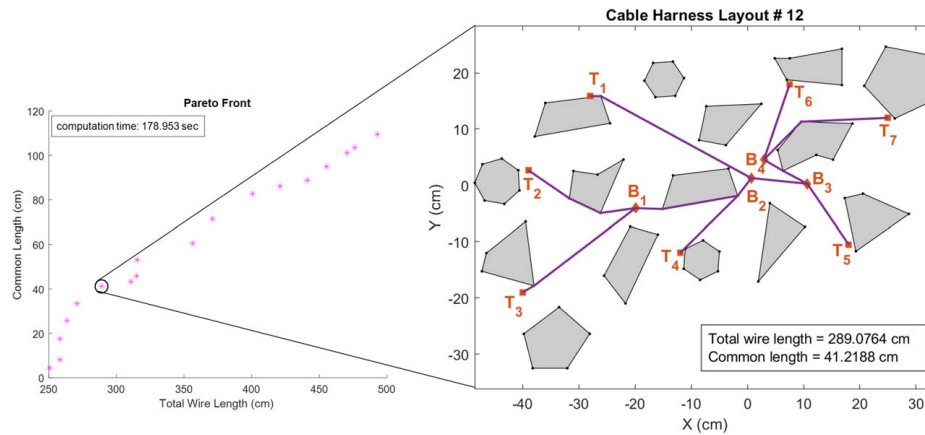 Pareto Front
computation time: 178.953 sec
120
100
80
60
40
20
0
Common Length (cm)
250
300
350
400
450
500
Total Wire Length (cm)
Cable Harness Layout # 12
20
10
0
-10
-20
-30
Y (cm)
T1
T2
T3
T4
T5
T6
T7
B1
B2
B3
B4
Total wire length = 289.0764 cm
Common length = 41.2188 cm
-40
-30
-20
-10
0
10
20
30
X (cm)